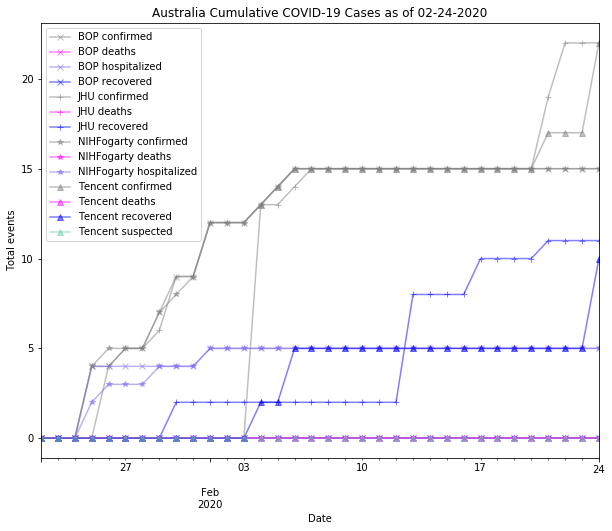 Australia Cumulative COVID-19 Cases as of 02-24-2020
BOP confirmed
BOP deaths
BOP hospitalized
BOP recovered
JHU confirmed
JHU deaths
JHU recovered
NIHFogarty confirmed
NIHFogarty deaths
NIHFogarty hospitalized
Tencent confirmed
Tencent deaths
Tencent recovered
Tencent suspected
Total events
20
15
10
5
0
27
03
10
17
24
Feb
2020
Date